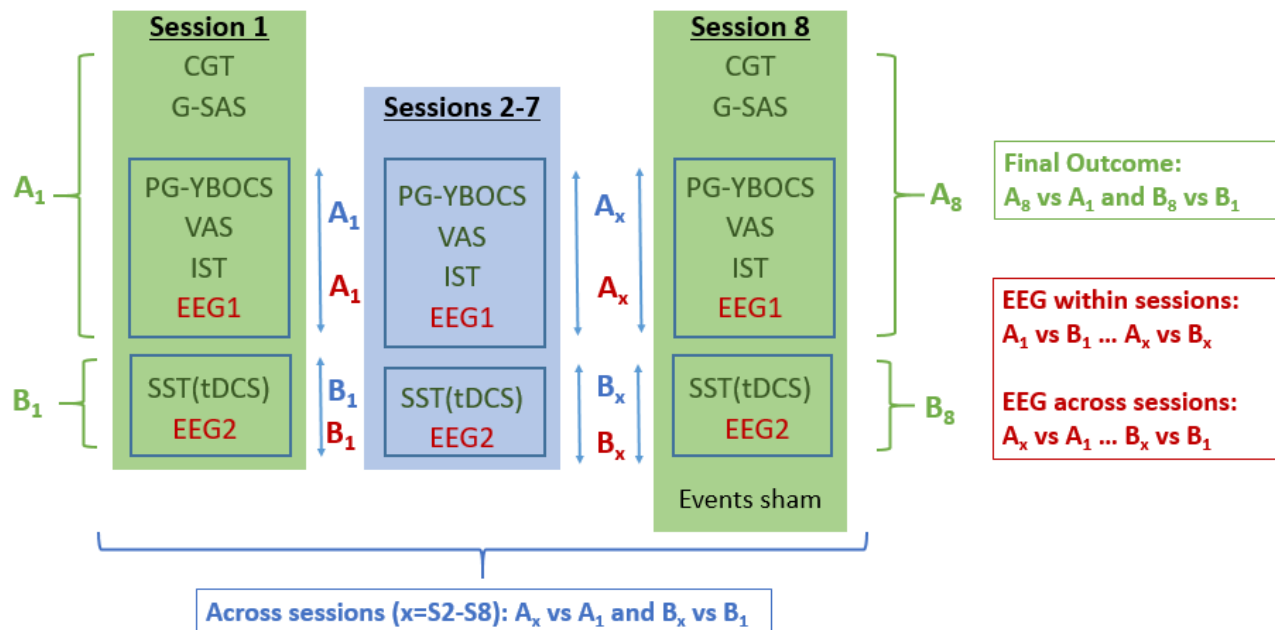 Session 1
CGT
G-SAS
PG-YBOCS
VAS
IST
EEG1
SST(tDCS)
EEG2
A₁
B₁
A₁
A₁
B₁
B₁
Sessions 2-7
PG-YBOCS
VAS
IST
EEG1
SST(tDCS)
EEG2
Aₓ
Aₓ
Bₓ
Bₓ
Session 8
CGT
G-SAS
PG-YBOCS
VAS
IST
EEG1
SST(tDCS)
EEG2
Events sham
A₈
B₈
Final Outcome:
A₈ vs A₁ and B₈ vs B₁
EEG within sessions:
A₁ vs B₁ ... Aₓ vs Bₓ
EEG across sessions:
Aₓ vs A₁ ... Bₓ vs B₁
Across sessions (x=S2-S8): Aₓ vs A₁ and Bₓ vs B₁